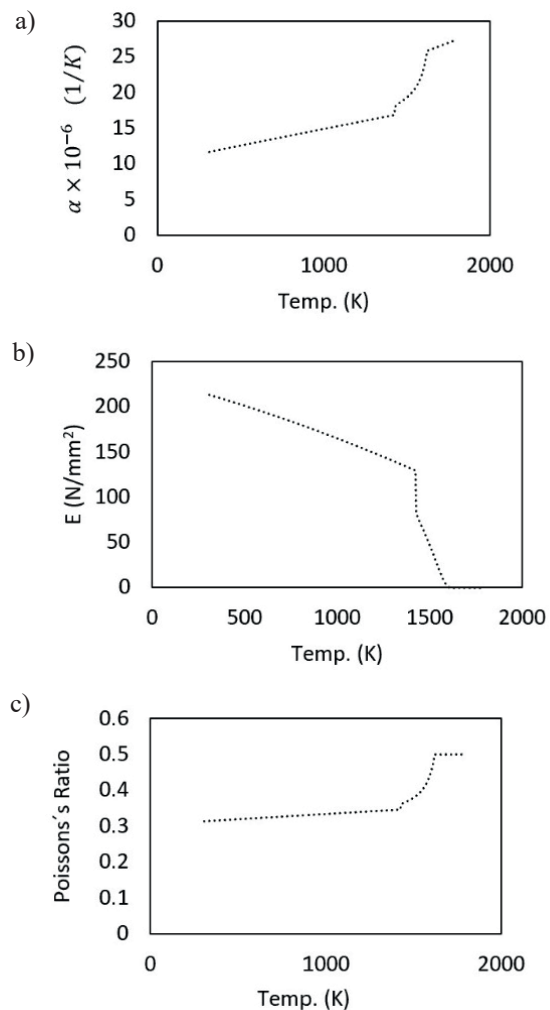 a)
α × 10⁻⁶ (1/K)
30
25
20
15
10
5
0
0 1000 2000
Temp. (K)
b)
E (N/mm²)
250
200
150
100
50
0
0 500 1000 1500 2000
Temp. (K)
c)
Poissons´s Ratio
0.6
0.5
0.4
0.3
0.2
0.1
0
0 1000 2000
Temp. (K)